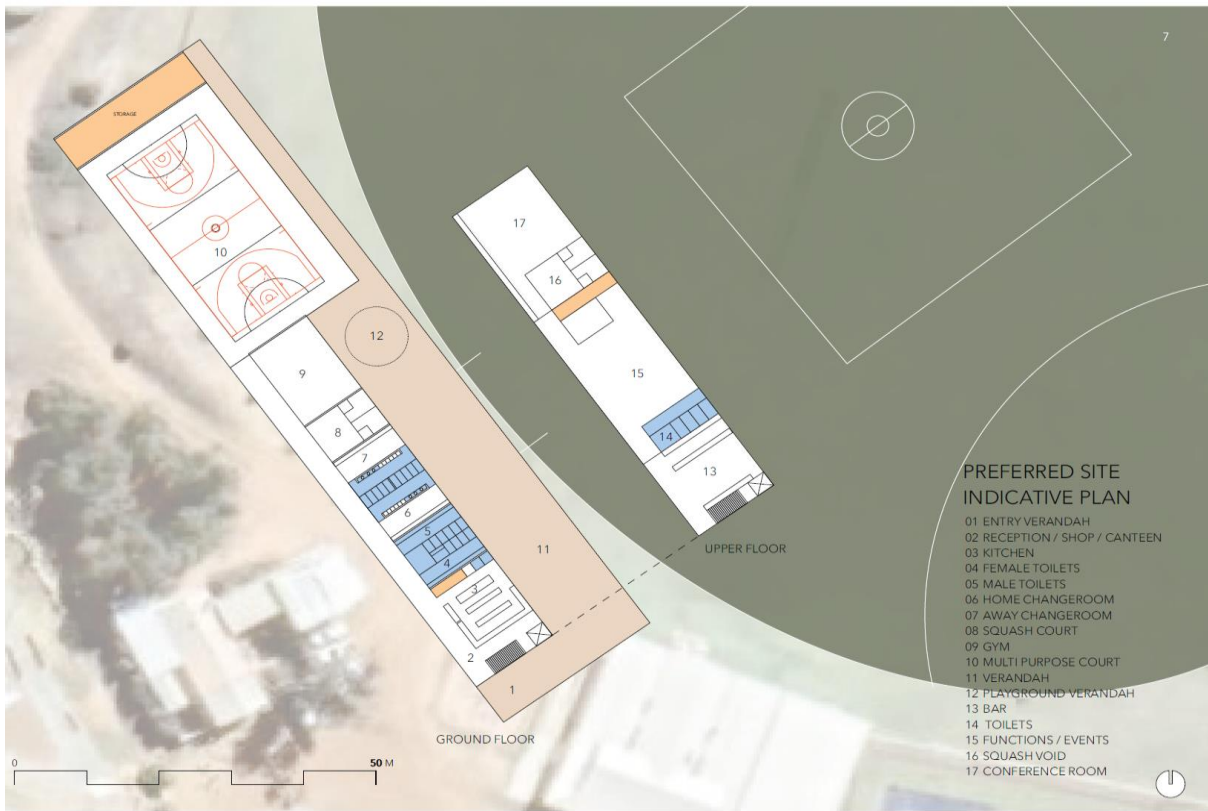 7
STORAGE
10
17
16
12
9
15
8
7
14
13
6
5
4
3
11
2
1
UPPER FLOOR
GROUND FLOOR
0
50 M
PREFERRED SITE
INDICATIVE PLAN
01 ENTRY VERANDAH
02 RECEPTION / SHOP / CANTEEN
03 KITCHEN
04 FEMALE TOILETS
05 MALE TOILETS
06 HOME CHANGEROOM
07 AWAY CHANGEROOM
08 SQUASH COURT
09 GYM
10 MULTI PURPOSE COURT
11 VERANDAH
12 PLAYGROUND VERANDAH
13 BAR
14 TOILETS
15 FUNCTIONS / EVENTS
16 SQUASH VOID
17 CONFERENCE ROOM